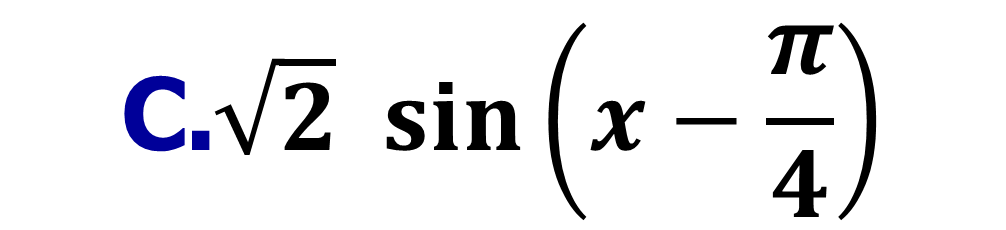 C. √2 sin(x − π/4)